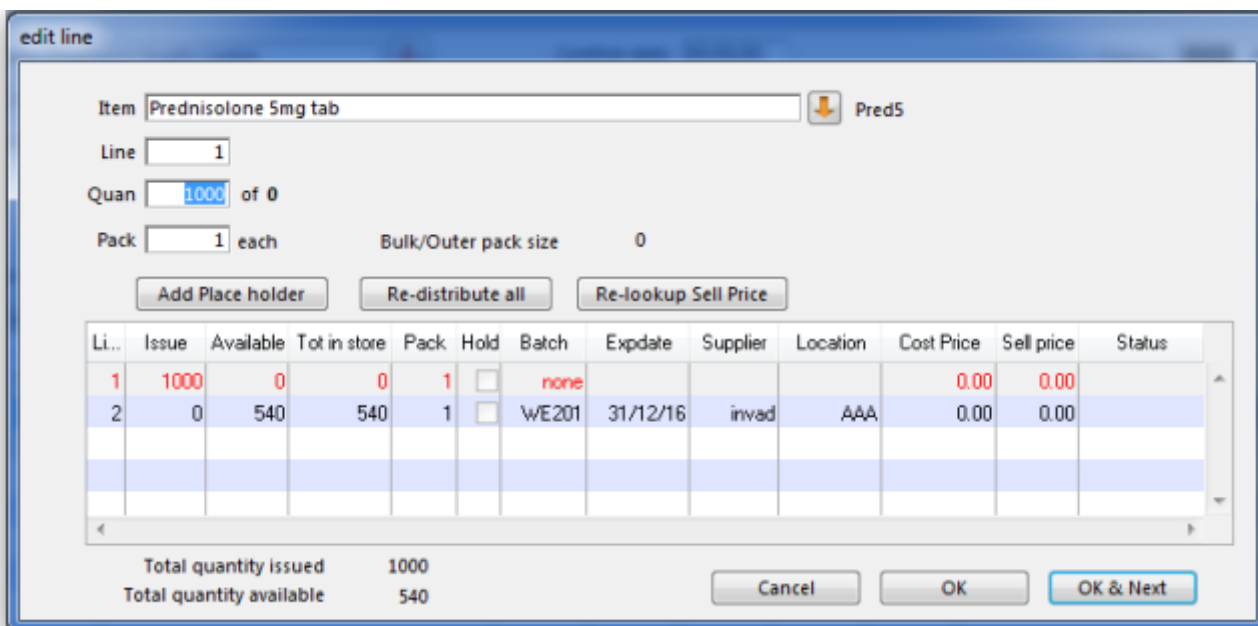 edit line
Item Prednisolone 5mg tab Pred5
Line 1
Quan 1000 of 0
Pack 1 each Bulk/Outer pack size 0
Add Place holder Re-distribute all Re-lookup Sell Price
Li... Issue Available Tot in store Pack Hold Batch Expdate Supplier Location Cost Price Sell price Status
1 1000 0 0 1 none 0.00 0.00
2 0 540 540 1 WE201 31/12/16 invad AAA 0.00 0.00
Total quantity issued 1000
Total quantity available 540
Cancel OK OK & Next